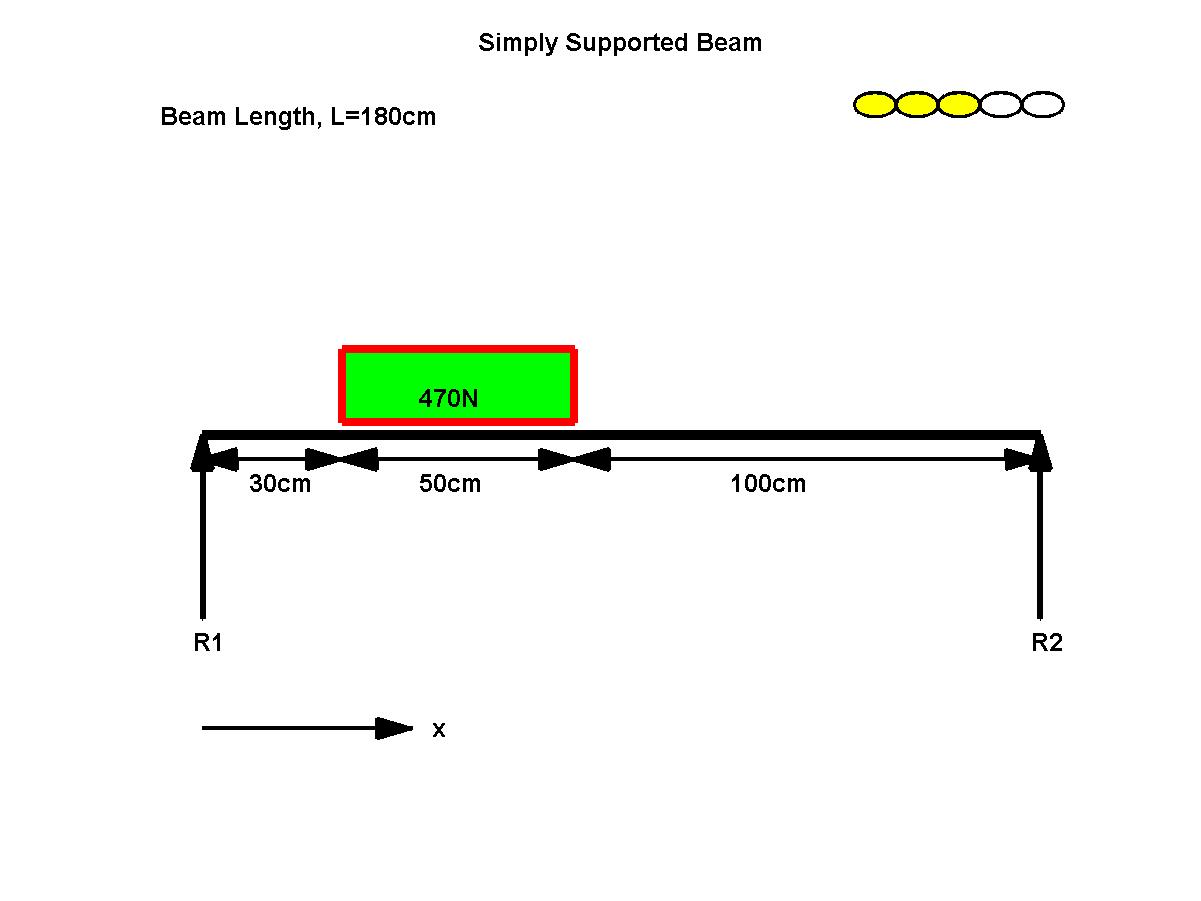 Simply Supported Beam
Beam Length, L=180cm
470N
30cm
50cm
100cm
R1
R2
x